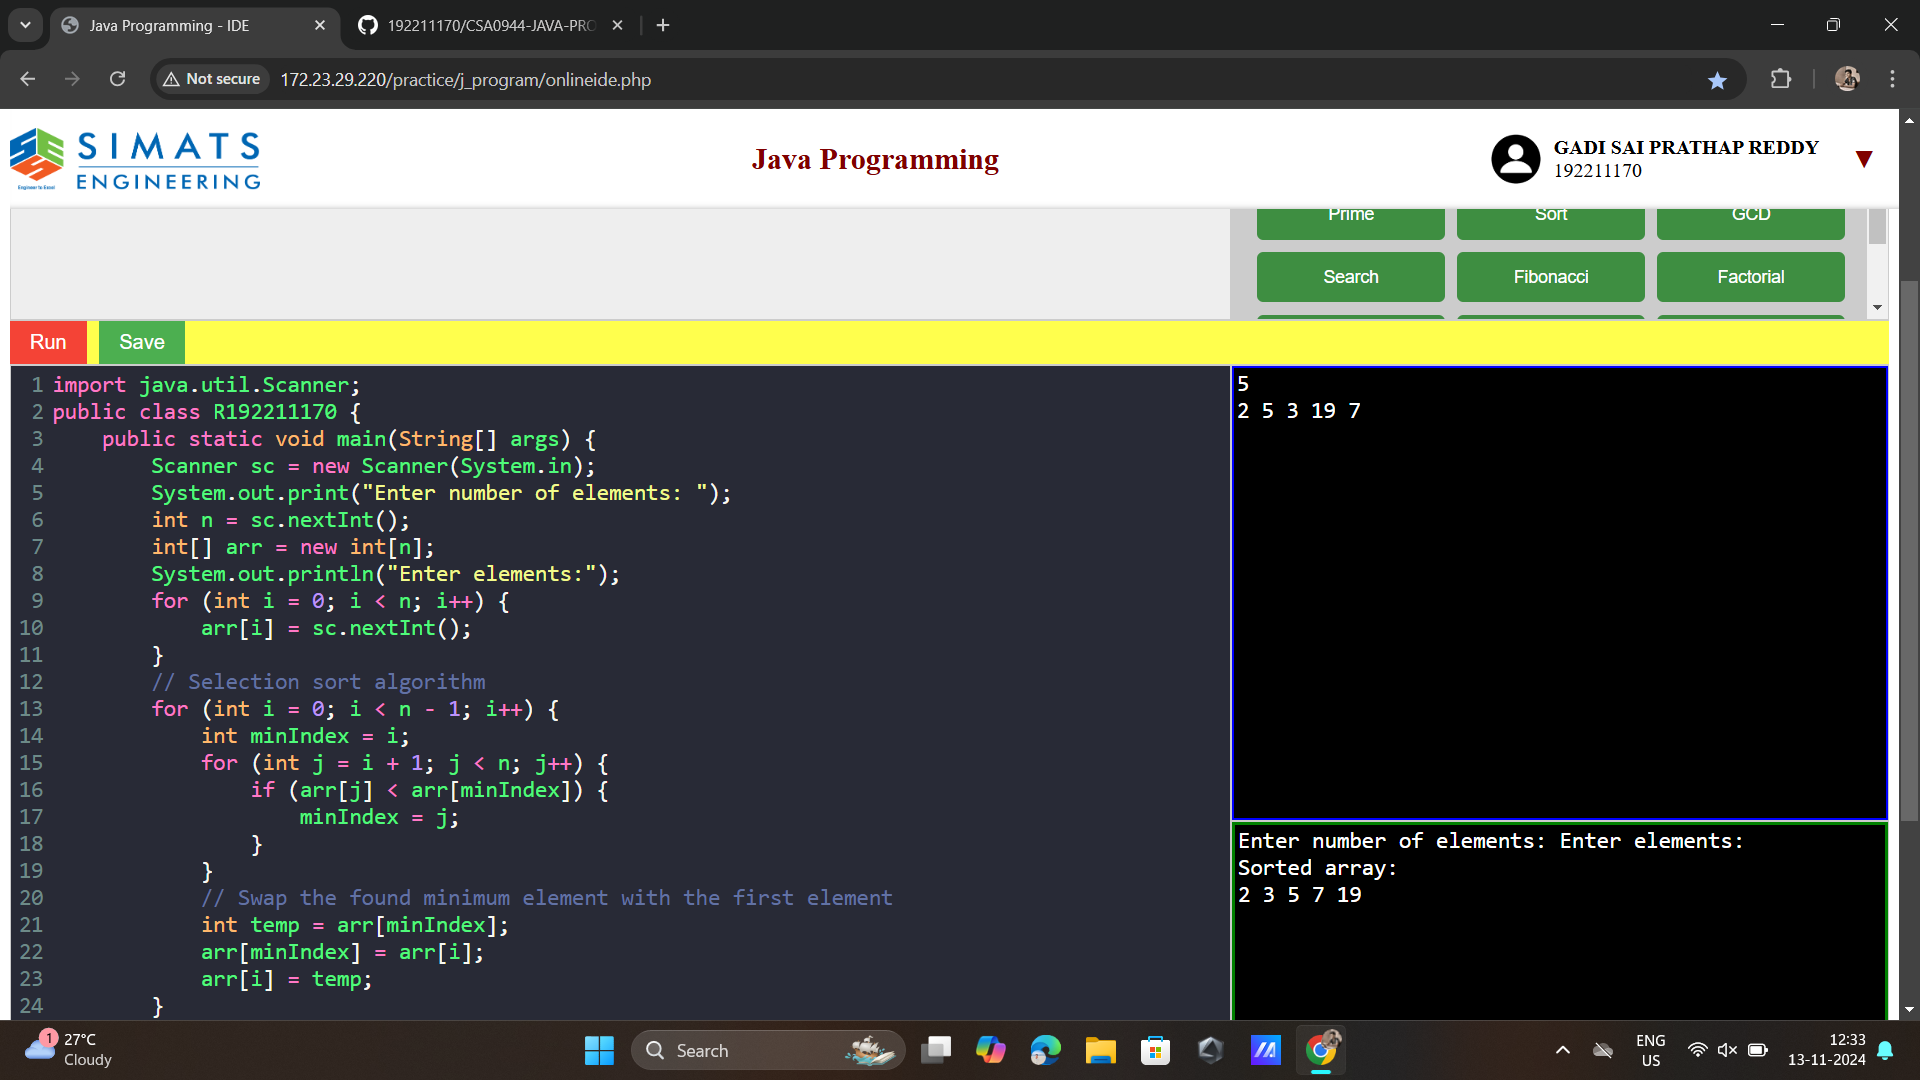 Java Programming - IDE
192211170/CSA0944-JAVA-PRO
Not secure
172.23.29.220/practice/j_program/onlineide.php
SIMATS
ENGINEERING
Engineer to Excel
Java Programming
GADI SAI PRATHAP REDDY
192211170
Prime
Sort
GCD
Search
Fibonacci
Factorial
Run
Save
1 import java.util.Scanner;
2 public class R192211170 {
3     public static void main(String[] args) {
4         Scanner sc = new Scanner(System.in);
5         System.out.print("Enter number of elements: ");
6         int n = sc.nextInt();
7         int[] arr = new int[n];
8         System.out.println("Enter elements:");
9         for (int i = 0; i < n; i++) {
10             arr[i] = sc.nextInt();
11         }
12         // Selection sort algorithm
13         for (int i = 0; i < n - 1; i++) {
14             int minIndex = i;
15             for (int j = i + 1; j < n; j++) {
16                 if (arr[j] < arr[minIndex]) {
17                     minIndex = j;
18                 }
19             }
20             // Swap the found minimum element with the first element
21             int temp = arr[minIndex];
22             arr[minIndex] = arr[i];
23             arr[i] = temp;
24         }
5
2 5 3 19 7
Enter number of elements: Enter elements:
Sorted array:
2 3 5 7 19
1
27°C
Cloudy
Search
ENG
US
12:33
13-11-2024